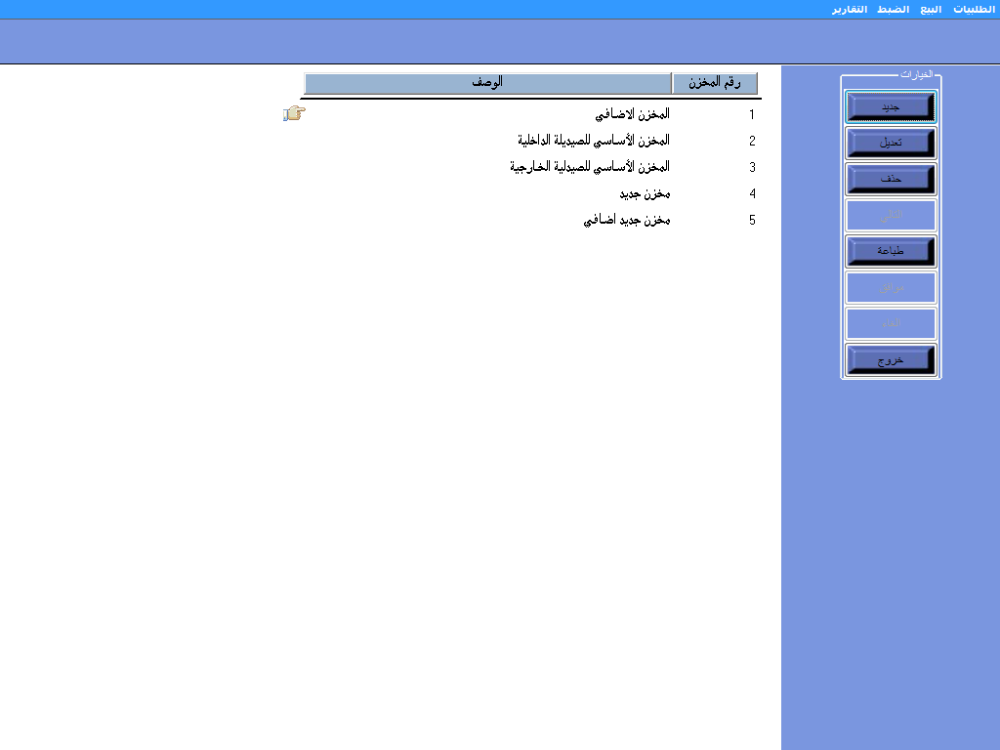 الطلبيات البيع الضبط التقارير
الخيارات
جديد
تعديل
حذف
التالي
طباعة
موافق
الغاء
خروج
رقم المخزن الوصف
1 المخزن الاضافي
2 المخزن الأساسي للصيديلة الداخلية
3 المخزن الأساسي للصيدلية الخارجية
4 مخزن جديد
5 مخزن جديد اضافي